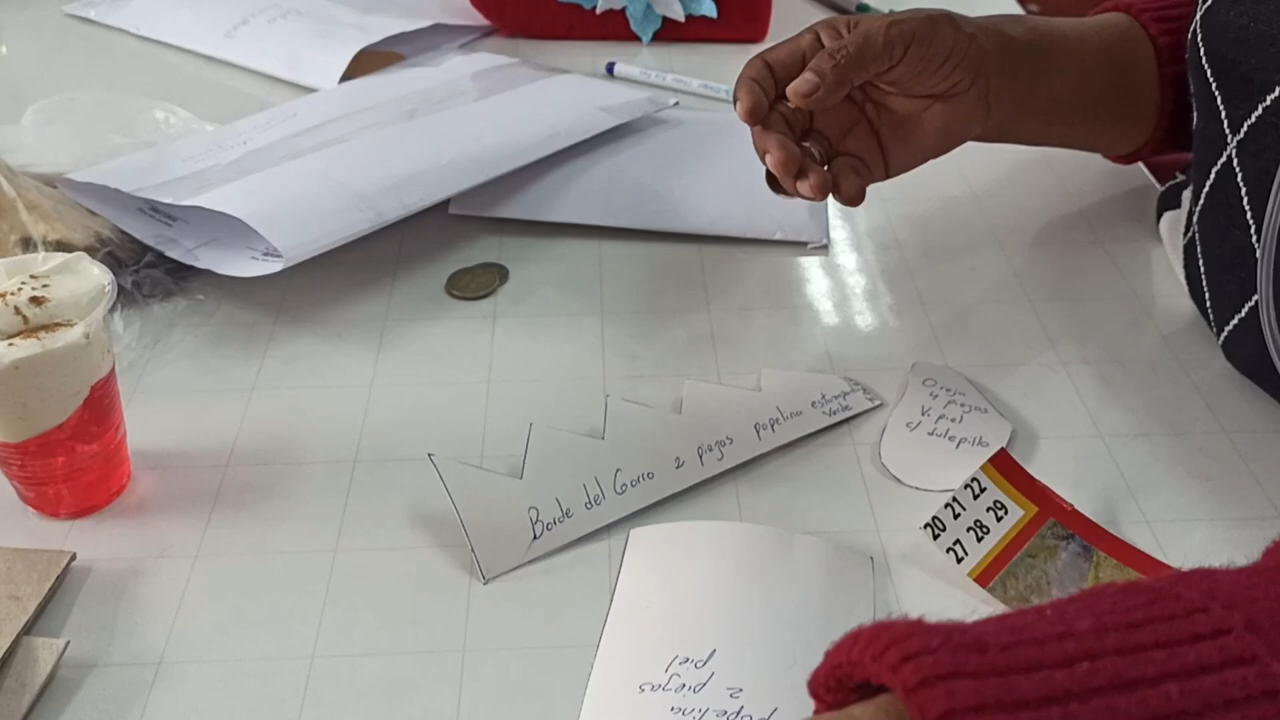 Borde del Gorro 2 piezas popelina estampada
Verde
Oreja
4 piezas
V. piel
c/ fulepillo
20 21 22
27 28 29
popelina
2 piezas
piel